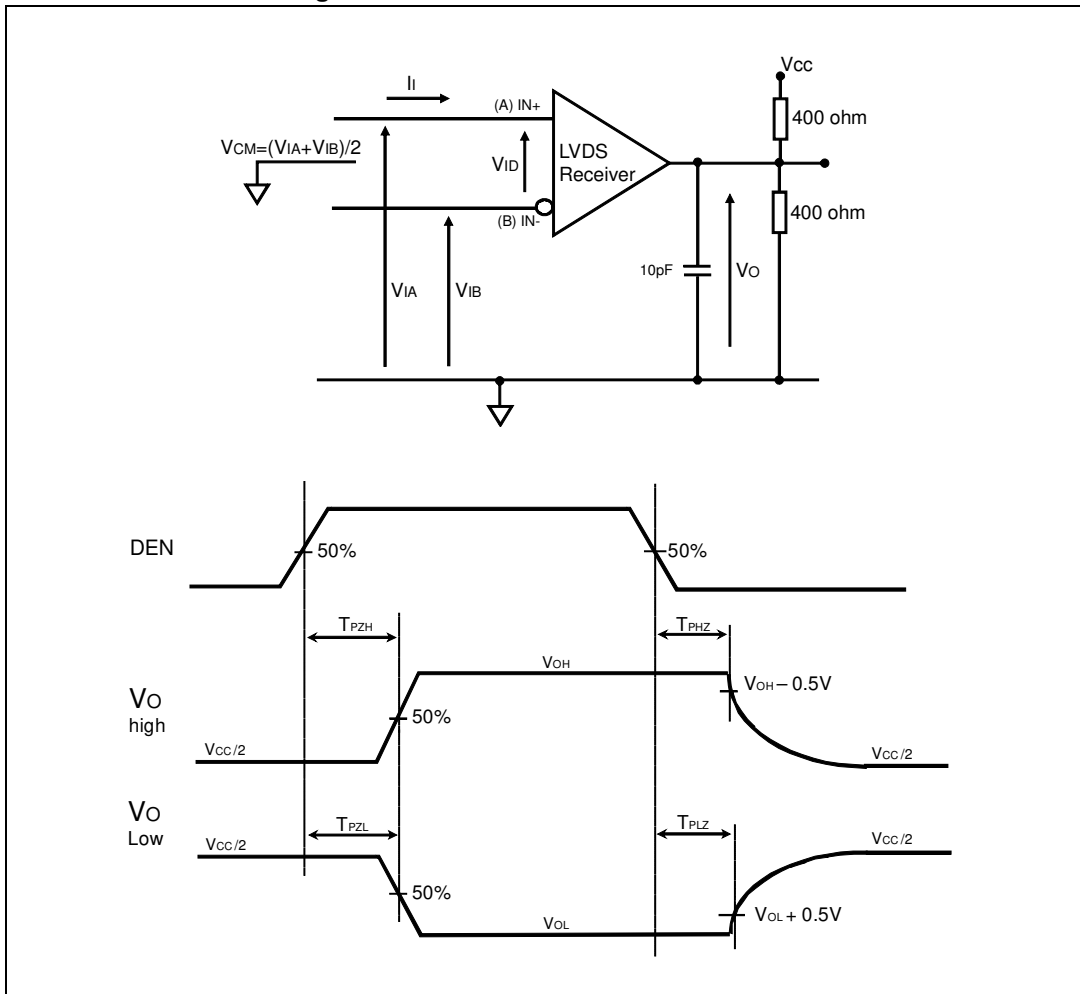 Vcc
II
(A) IN+
400 ohm
VCM=(VIA+VIB)/2
VID
LVDS
Receiver
(B) IN-
400 ohm
10pF
VO
VIA
VIB
DEN
50%
50%
TPZH
TPHZ
VOH
VOH – 0.5V
VO
high
50%
VCC/2
VCC/2
VO
Low
TPZL
TPLZ
VCC/2
VCC/2
50%
VOL
VOL + 0.5V